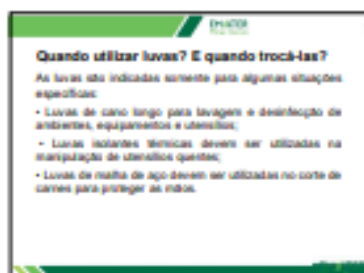 EMATER
Quando utilizar luvas? E quando trocá-las?
As luvas são indicadas somente para algumas situações
específicas:
• Luvas de cano longo para lavagem e desinfecção de
ambientes, equipamentos e utensílios;
• Luvas isolantes térmicas devem ser utilizadas na
manipulação de utensílios quentes;
• Luvas de malha de aço devem ser utilizadas no corte de
carnes para proteger as mãos.